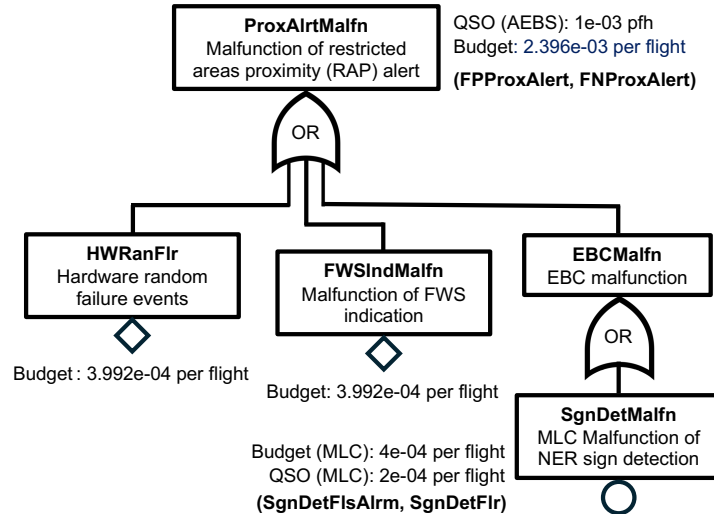 ProxAlrtMalfn
Malfunction of restricted
areas proximity (RAP) alert
QSO (AEBS): 1e-03 pfh
Budget: 2.396e-03 per flight
(FPProxAlert, FNProxAlert)
OR
HWRanFlr
Hardware random
failure events
Budget : 3.992e-04 per flight
FWSIndMalfn
Malfunction of FWS
indication
Budget: 3.992e-04 per flight
EBCMalfn
EBC malfunction
OR
SgnDetMalfn
MLC Malfunction of
NER sign detection
Budget (MLC): 4e-04 per flight
QSO (MLC): 2e-04 per flight
(SgnDetFlsAlrm, SgnDetFlr)